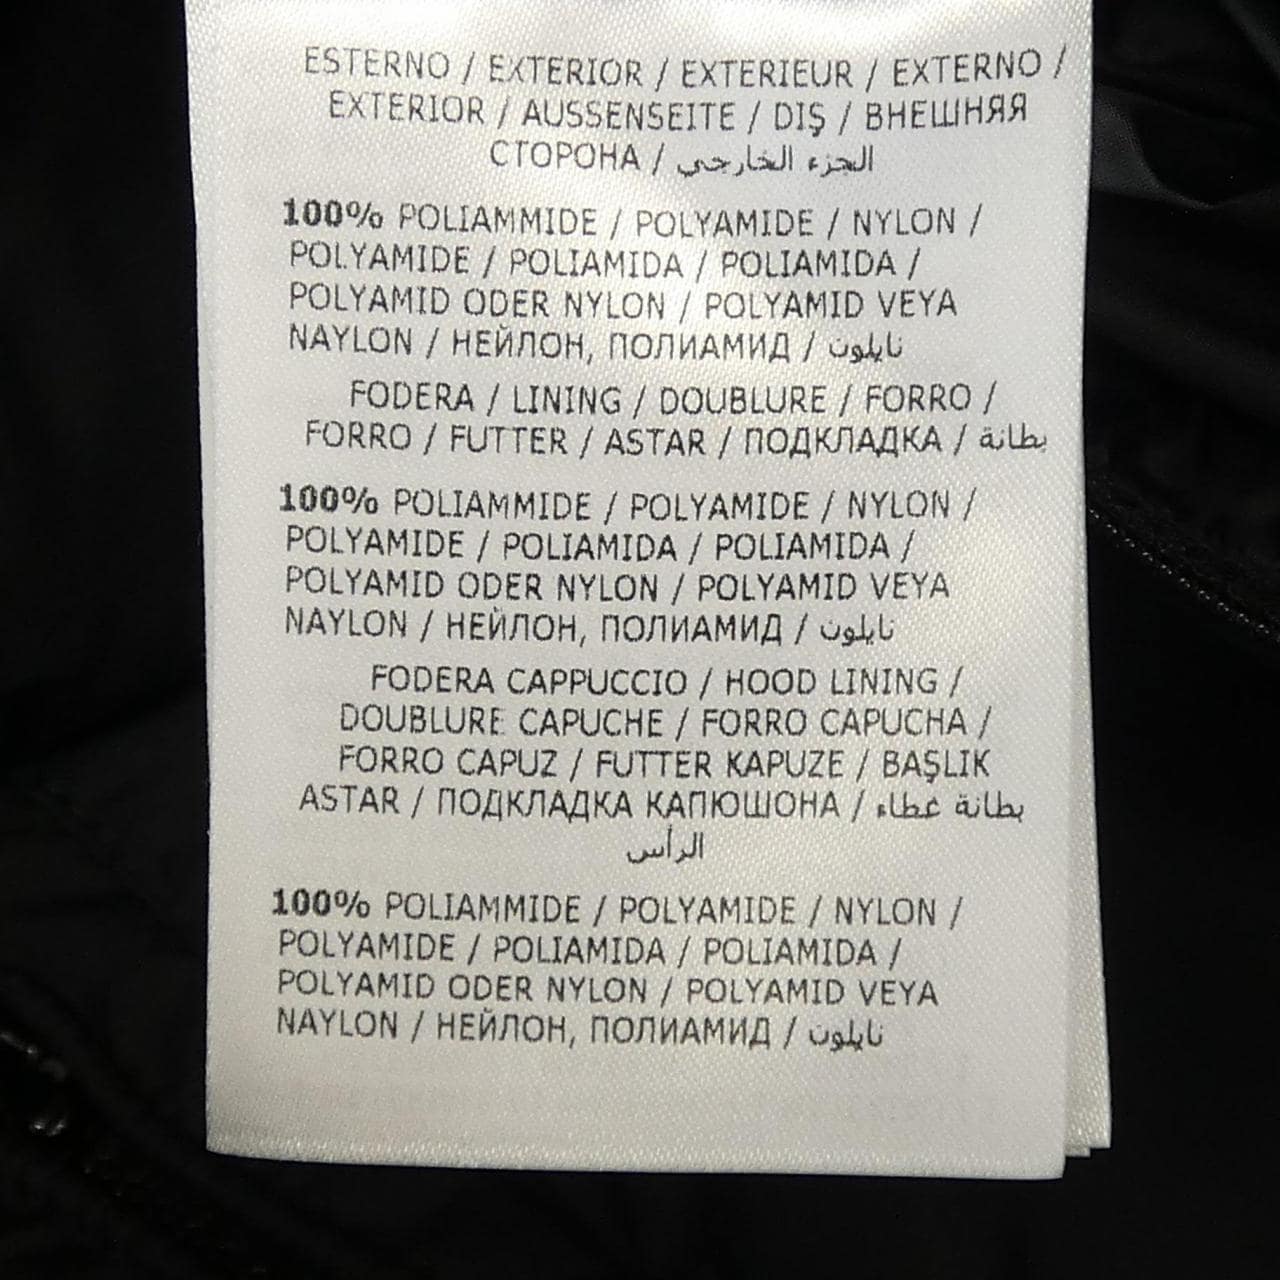 ESTERNO / EXTERIOR / EXTERIEUR / EXTERNO /
EXTERIOR / AUSSENSEITE / DIŞ / ВНЕШНЯЯ
СТОРОНА / الجزء الخارجي
100% POLIAMMIDE / POLYAMIDE / NYLON /
POLYAMIDE / POLIAMIDA / POLIAMIDA /
POLYAMID ODER NYLON / POLYAMID VEYA
NAYLON / НЕЙЛОН, ПОЛИАМИД / نايلون
FODERA / LINING / DOUBLURE / FORRO /
FORRO / FUTTER / ASTAR / ПОДКЛАДКА / بطانة
100% POLIAMMIDE / POLYAMIDE / NYLON /
POLYAMIDE / POLIAMIDA / POLIAMIDA /
POLYAMID ODER NYLON / POLYAMID VEYA
NAYLON / НЕЙЛОН, ПОЛИАМИД / نايلون
FODERA CAPPUCCIO / HOOD LINING /
DOUBLURE CAPUCHE / FORRO CAPUCHA /
FORRO CAPUZ / FUTTER KAPUZE / BAŞLIK
ASTAR / ПОДКЛАДКА КАПЮШОНА / بطانة غطاء
الرأس
100% POLIAMMIDE / POLYAMIDE / NYLON /
POLYAMIDE / POLIAMIDA / POLIAMIDA /
POLYAMID ODER NYLON / POLYAMID VEYA
NAYLON / НЕЙЛОН, ПОЛИАМИД / نايلون